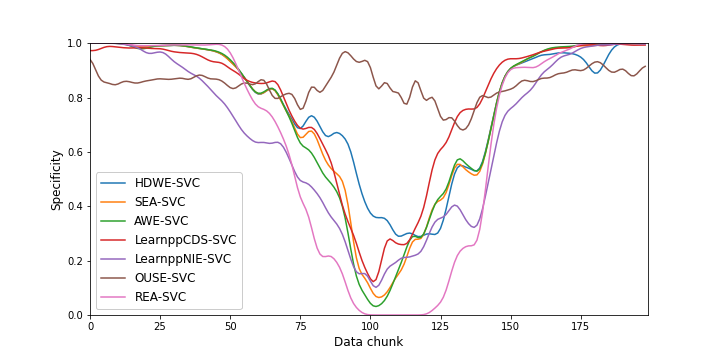 1.0
0.8
0.6
0.4
0.2
0.0
Specificity
HDWE-SVC
SEA-SVC
AWE-SVC
LearnppCDS-SVC
LearnppNIE-SVC
OUSE-SVC
REA-SVC
0 25 50 75 100 125 150 175
Data chunk